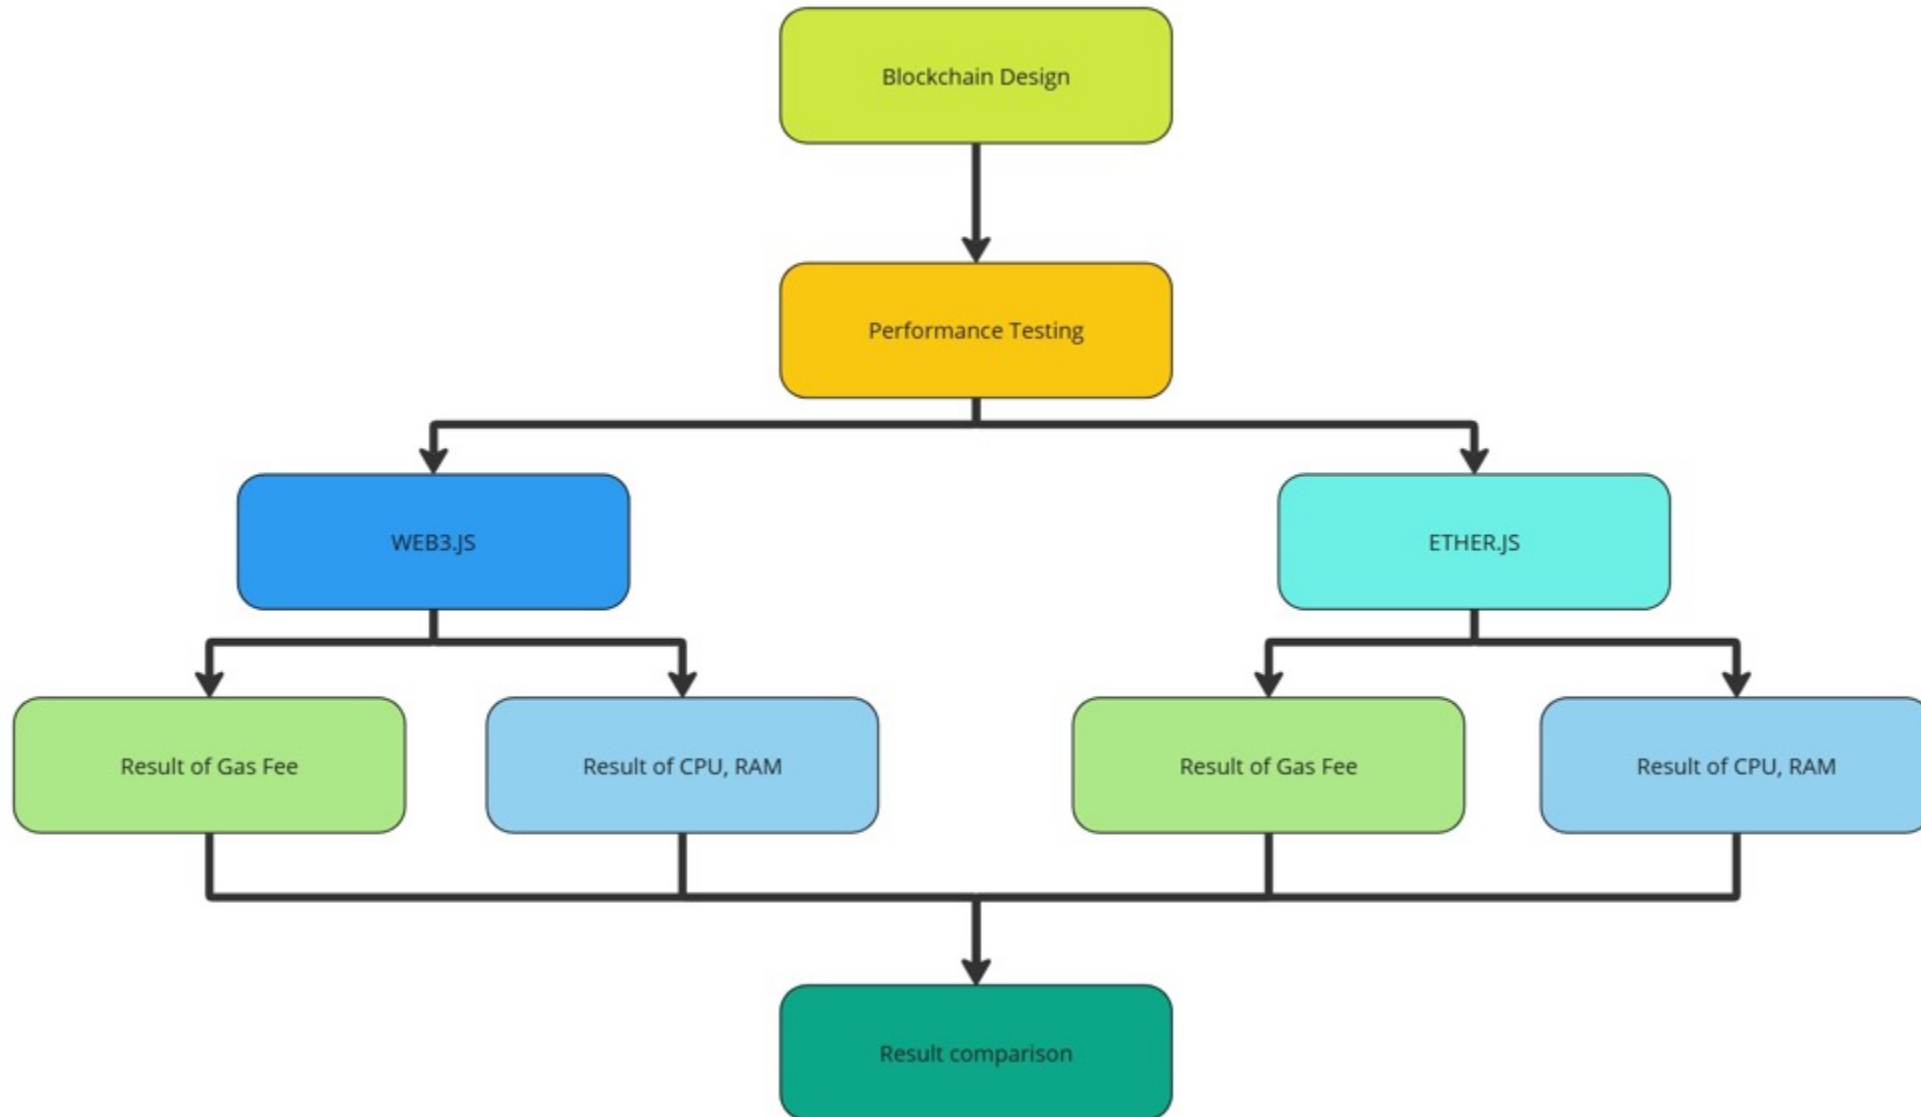 Blockchain Design
Performance Testing
WEB3.JS
ETHER.JS
Result of Gas Fee
Result of CPU, RAM
Result of Gas Fee
Result of CPU, RAM
Result comparison